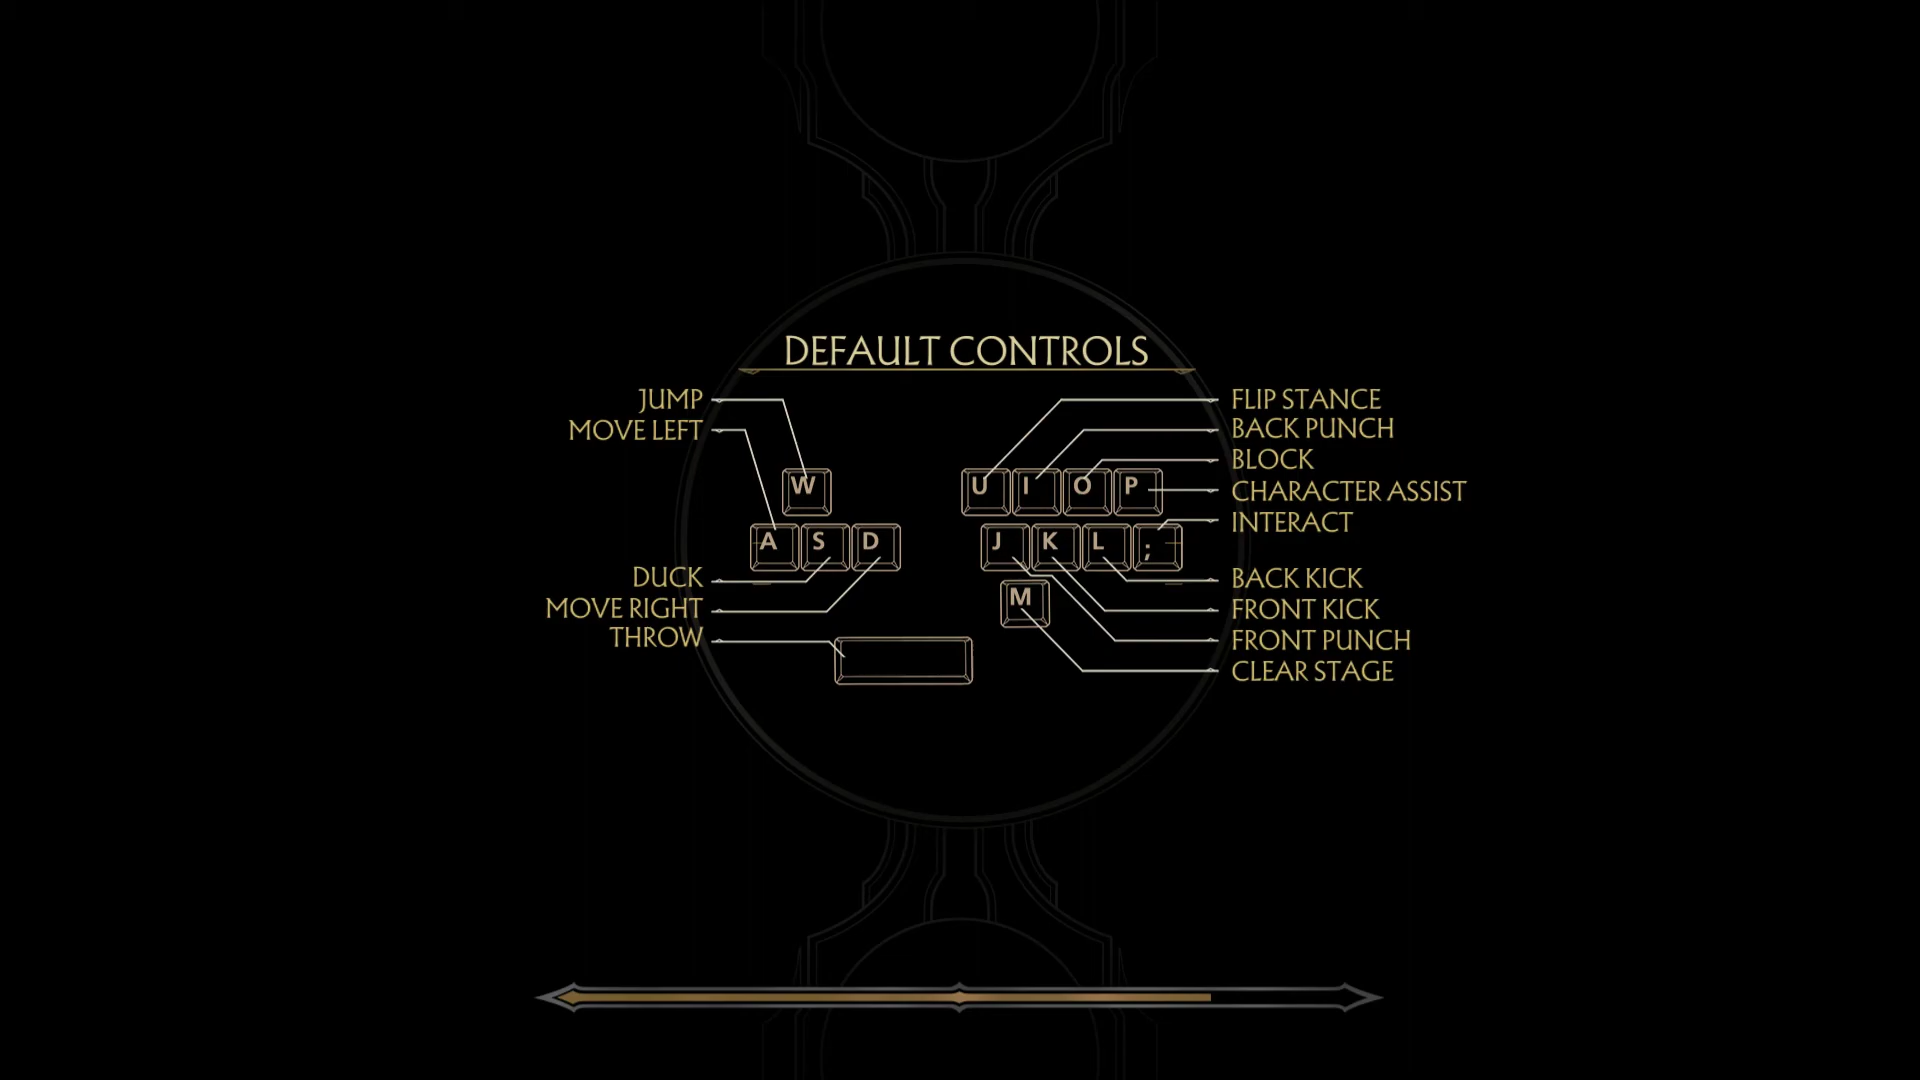 DEFAULT CONTROLS
JUMP
MOVE LEFT
W
A S D
DUCK
MOVE RIGHT
THROW
FLIP STANCE
BACK PUNCH
BLOCK
CHARACTER ASSIST
INTERACT
U I O P
J K L ;
M
BACK KICK
FRONT KICK
FRONT PUNCH
CLEAR STAGE